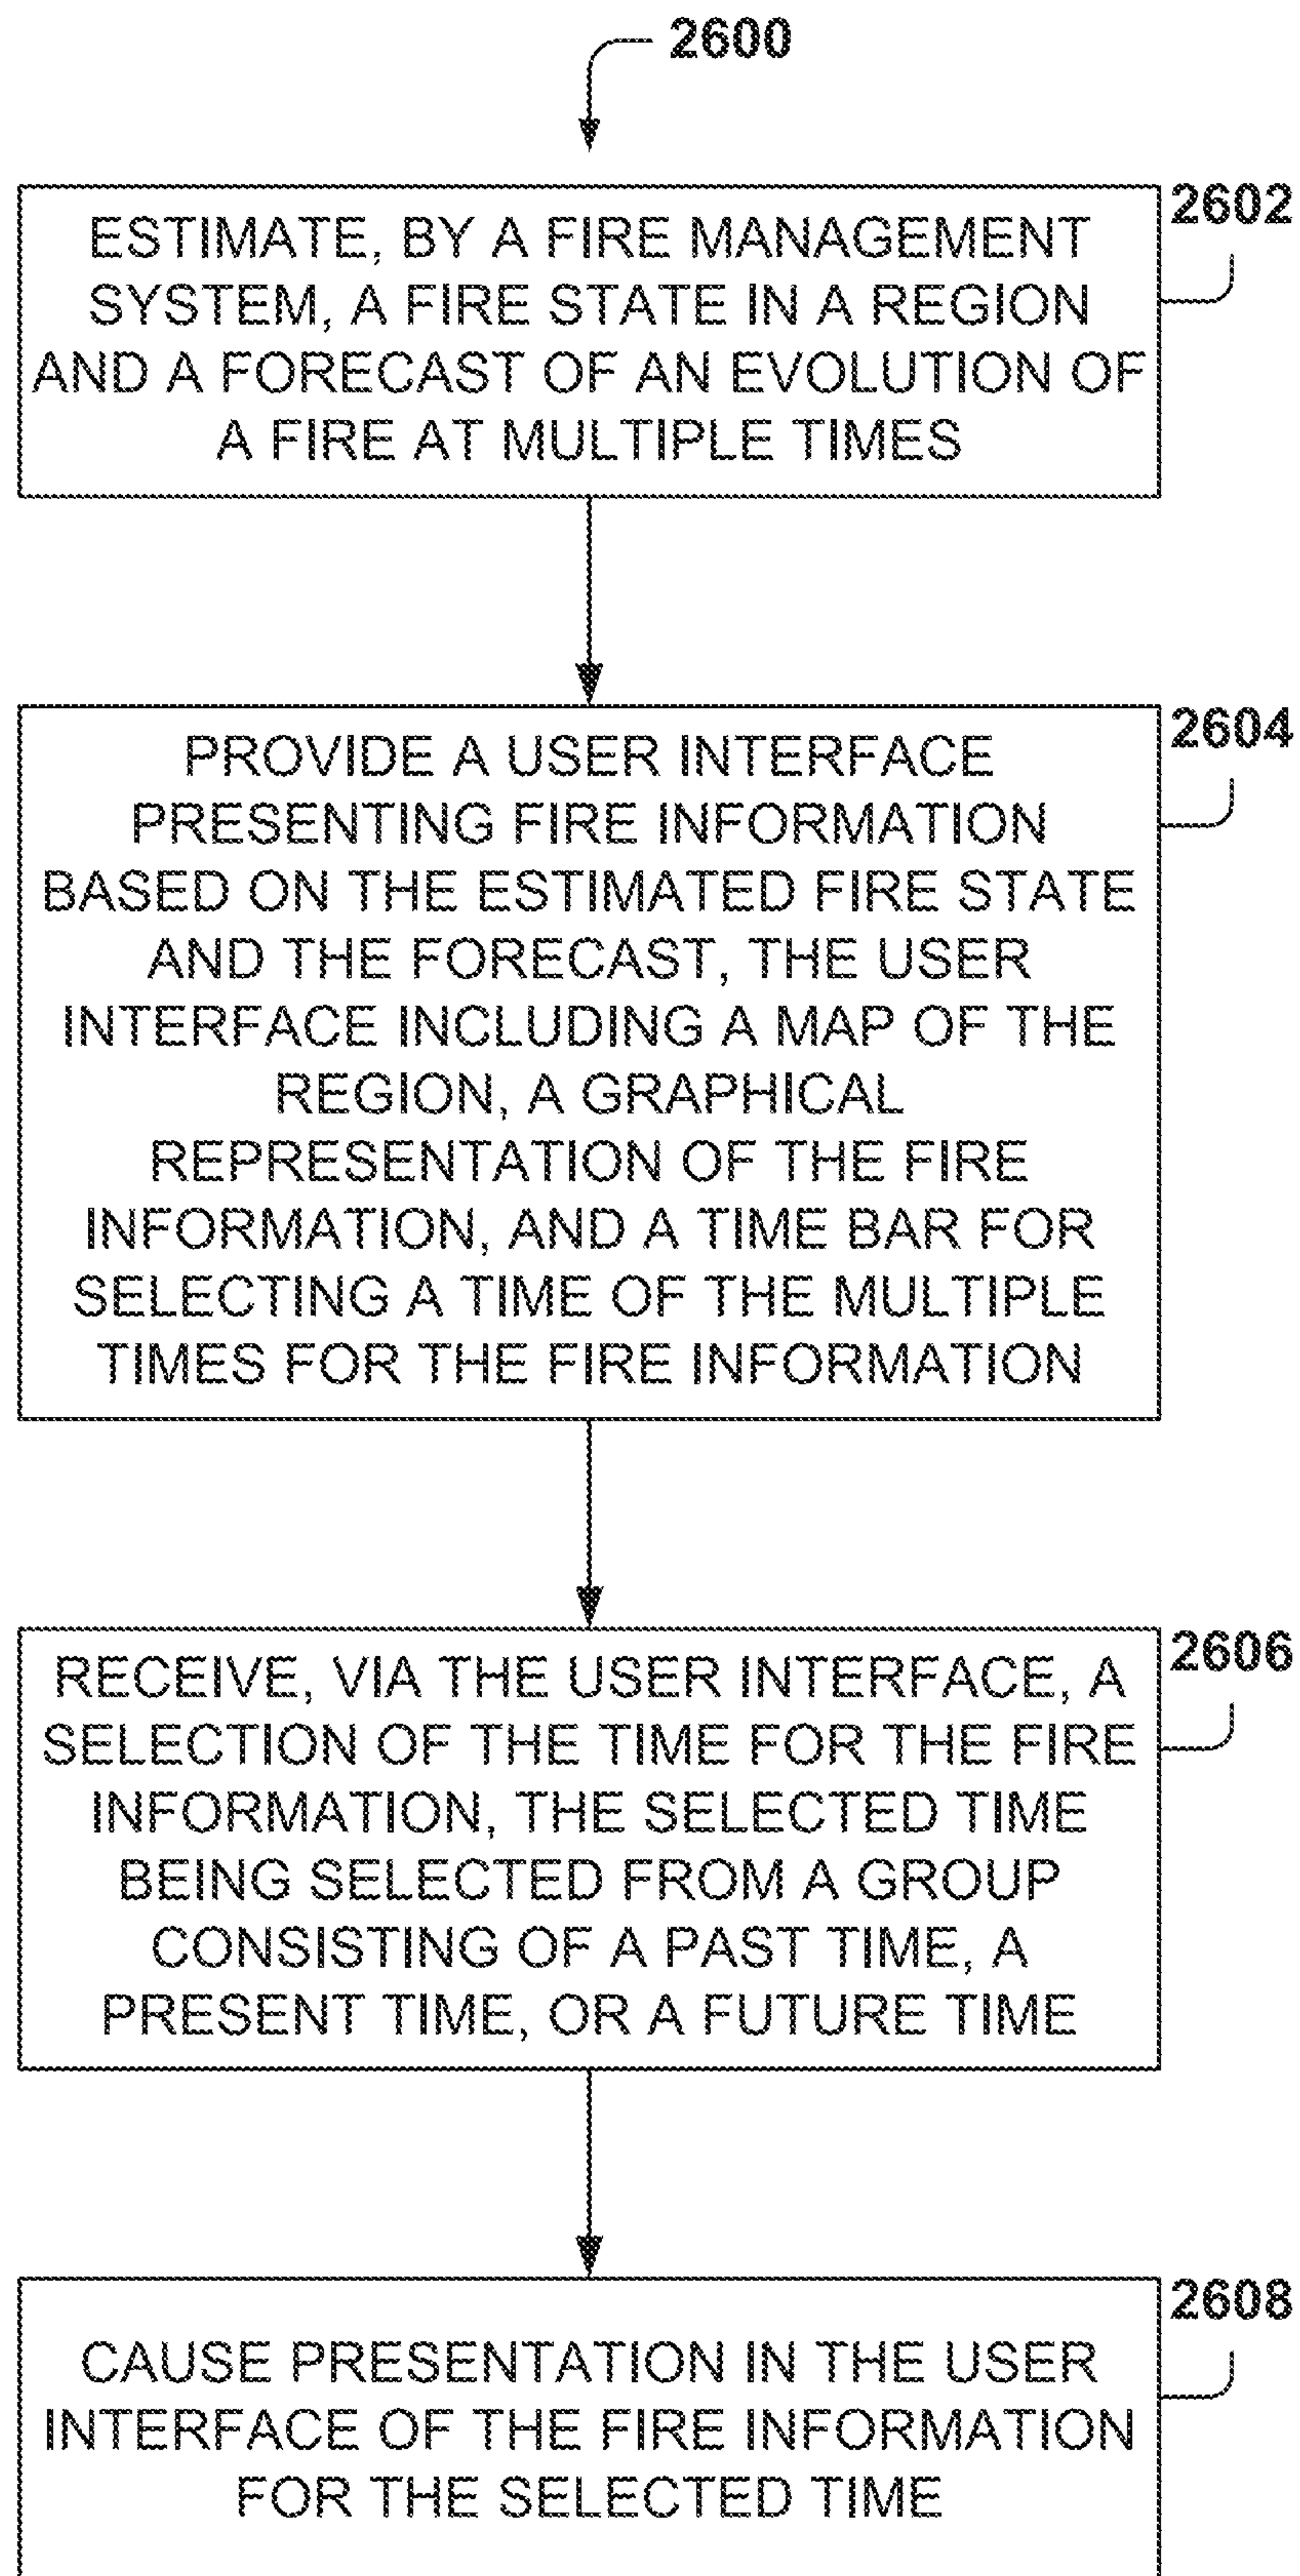 2600
2602
ESTIMATE, BY A FIRE MANAGEMENT
SYSTEM, A FIRE STATE IN A REGION
AND A FORECAST OF AN EVOLUTION OF
A FIRE AT MULTIPLE TIMES
2604
PROVIDE A USER INTERFACE
PRESENTING FIRE INFORMATION
BASED ON THE ESTIMATED FIRE STATE
AND THE FORECAST, THE USER
INTERFACE INCLUDING A MAP OF THE
REGION, A GRAPHICAL
REPRESENTATION OF THE FIRE
INFORMATION, AND A TIME BAR FOR
SELECTING A TIME OF THE MULTIPLE
TIMES FOR THE FIRE INFORMATION
2606
RECEIVE, VIA THE USER INTERFACE, A
SELECTION OF THE TIME FOR THE FIRE
INFORMATION, THE SELECTED TIME
BEING SELECTED FROM A GROUP
CONSISTING OF A PAST TIME, A
PRESENT TIME, OR A FUTURE TIME
2608
CAUSE PRESENTATION IN THE USER
INTERFACE OF THE FIRE INFORMATION
FOR THE SELECTED TIME